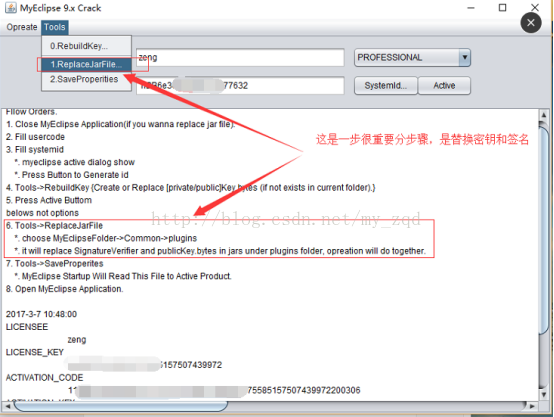 MyEclipse 9.x Crack
Opreate Tools
0.RebuildKey...
1.ReplaceJarFile...
2.SaveProperities
zeng
PROFESSIONAL
77632
SystemId...
Active
Fllow Orders.
1. Close MyEclipse Application(if you wanna replace jar file).
2. Fill usercode
3. Fill systemid
*. myeclipse active dialog show
*. Press Button to Generate id
4. Tools->RebuildKey {Create or Replace [private/public]Key.bytes (if not exists in current folder).}
5. Press Active Buttom
belows not options
6. Tools->ReplaceJarFile
*. choose MyEclipseFolder->Common->plugins
*. it will replace SignatureVerifier and publicKey.bytes in jars under plugins folder, opreation will do together.
7. Tools->SaveProperites
*. MyEclipse Startup Will Read This File to Active Product.
8. Open MyEclipse Application.
这是一步很重要分步骤，是替换密钥和签名
http://blog.csdn.net/my_zqd
2017-3-7 10:48:00
LICENSEE
zeng
LICENSE_KEY
157507439972
ACTIVATION_CODE
11
7558515750743997220030​6